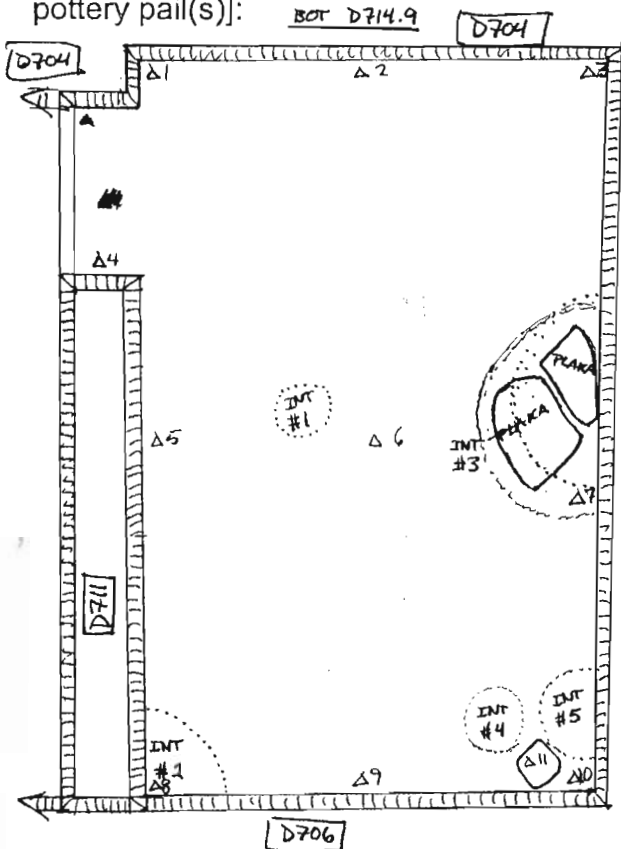 pottery pail(s)]:
BOT D714.9
D704
D704
Δ1
Δ2
Δ3
Δ4
PLAKA
INT
#1
PLAKA
Δ5
Δ6
INT
#3
Δ7
D711
INT
#2
Δ8
INT
#4
INT
#5
Δ11
Δ9
Δ10
D706